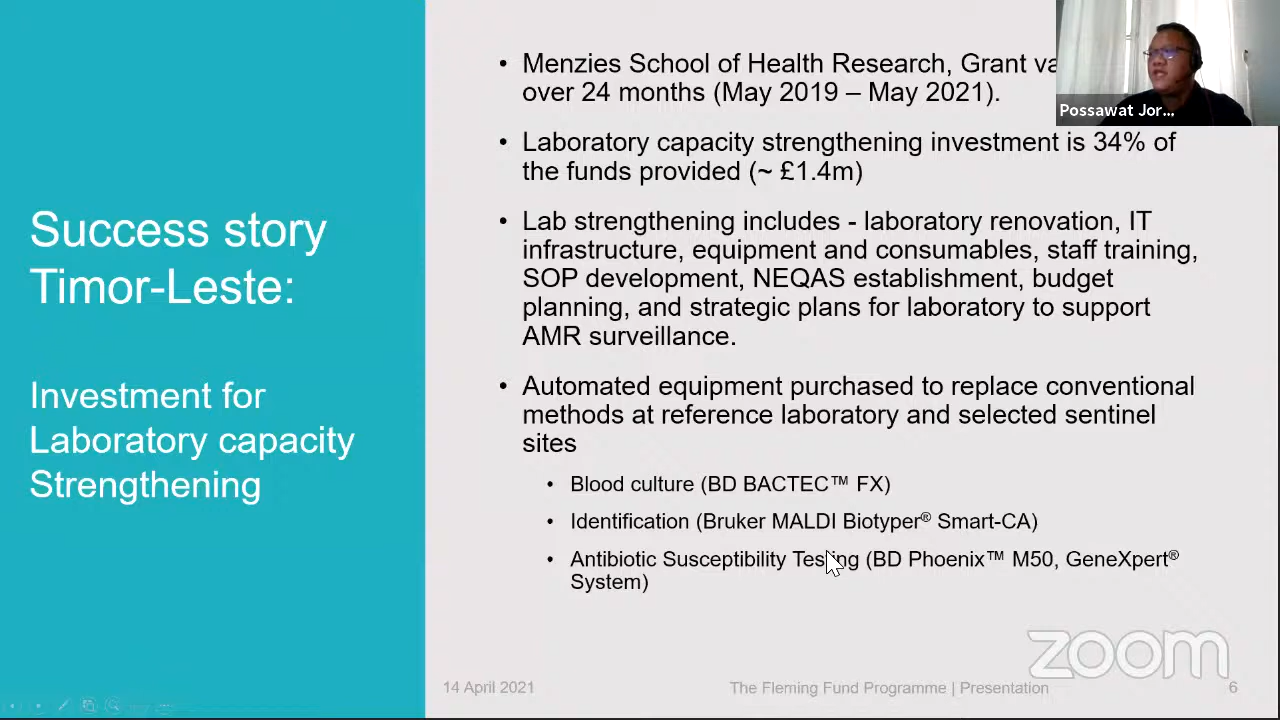 Success story
Timor-Leste:
Investment for
Laboratory capacity
Strengthening
• Menzies School of Health Research, Grant
over 24 months (May 2019 – May 2021).
• Laboratory capacity strengthening investment is 34% of
the funds provided (~ £1.4m)
• Lab strengthening includes - laboratory renovation, IT
infrastructure, equipment and consumables, staff training,
SOP development, NEQAS establishment, budget
planning, and strategic plans for laboratory to support
AMR surveillance.
• Automated equipment purchased to replace conventional
methods at reference laboratory and selected sentinel
sites
• Blood culture (BD BACTEC™ FX)
• Identification (Bruker MALDI Biotyper® Smart-CA)
• Antibiotic Susceptibility Testing (BD Phoenix™ M50, GeneXpert®
System)
Possawat Jor...
zoom
14 April 2021
The Fleming Fund Programme | Presentation
6